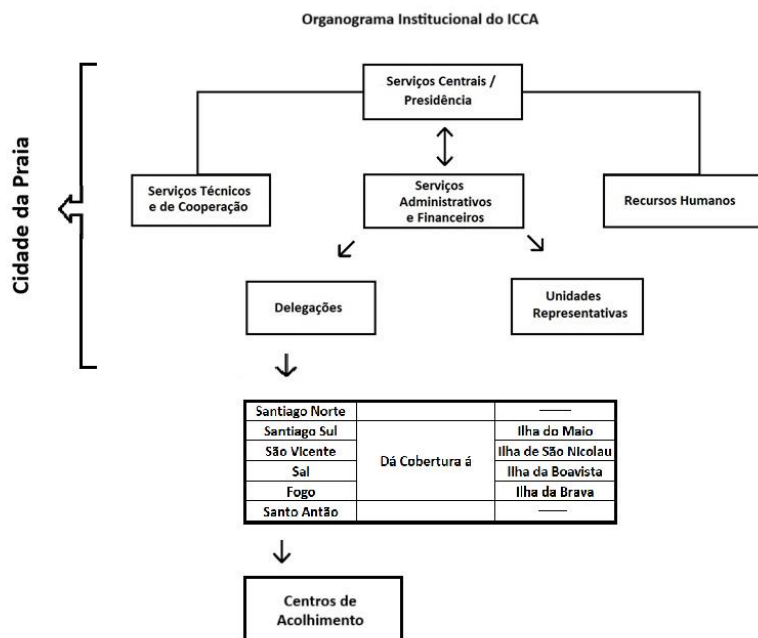 Organograma Institucional do ICCA
Cidade da Praia
Serviços Centrais /
Presidência
Serviços Técnicos
e de Cooperação
Serviços
Administrativos
e Financeiros
Recursos Humanos
Delegações
Unidades
Representativas
Santiago Norte ——
Santiago Sul Ilha do Maio
São Vicente Ilha de São Nicolau
Dá Cobertura á
Sal Ilha da Boavista
Fogo Ilha da Brava
Santo Antão ——
Centros de
Acolhimento